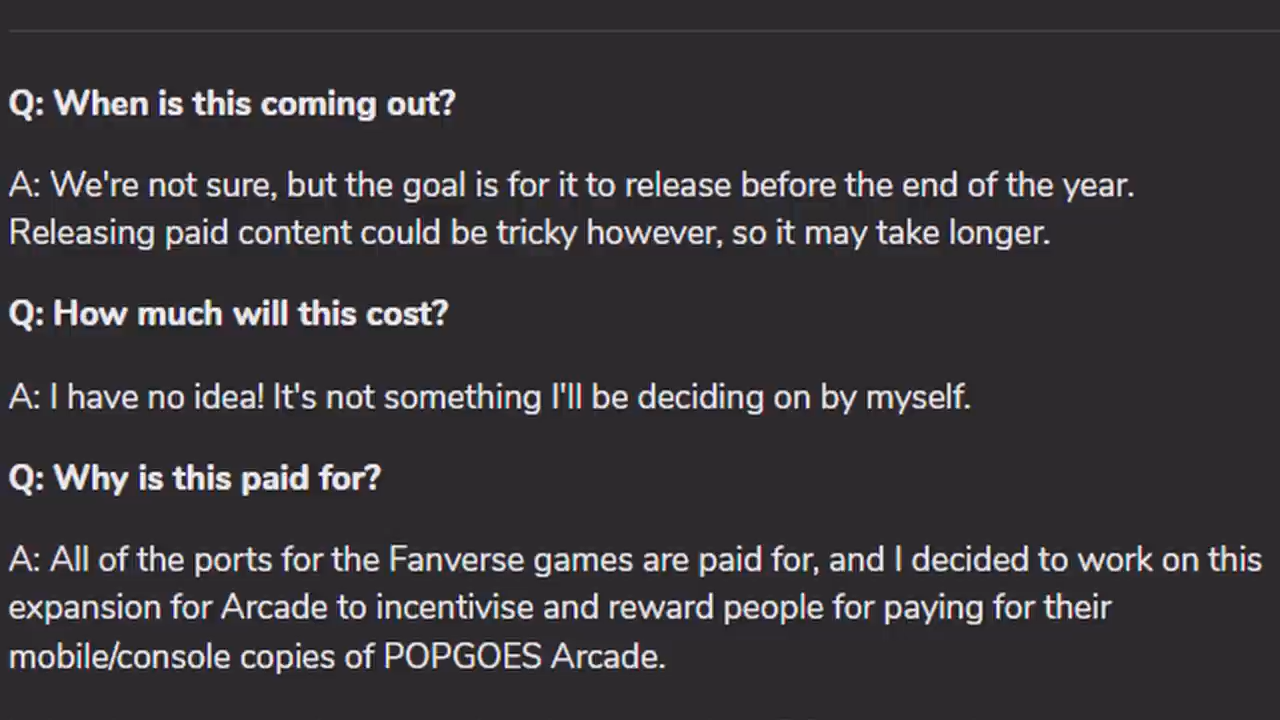 Q: When is this coming out?
A: We're not sure, but the goal is for it to release before the end of the year.
Releasing paid content could be tricky however, so it may take longer.
Q: How much will this cost?
A: I have no idea! It's not something I'll be deciding on by myself.
Q: Why is this paid for?
A: All of the ports for the Fanverse games are paid for, and I decided to work on this
expansion for Arcade to incentivise and reward people for paying for their
mobile/console copies of POPGOES Arcade.